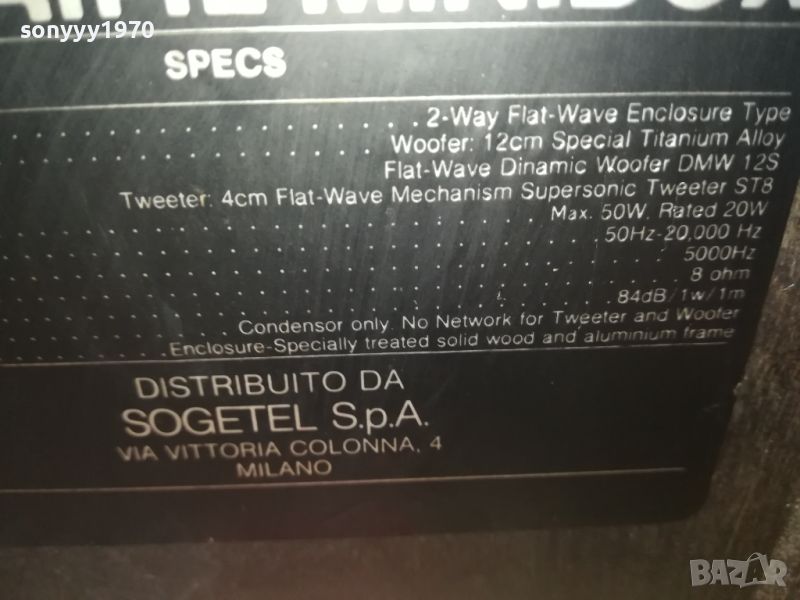 sonyyy1970
SPECS
2-Way Flat-Wave Enclosure Type
Woofer: 12cm Special Titanium Alloy
Flat-Wave Dinamic Woofer DMW 12S
Tweeter: 4cm Flat-Wave Mechanism Supersonic Tweeter ST8
Max. 50W. Rated 20W
50Hz-20,000 Hz
5000Hz
8 ohm
84dB/1w/1m
Condensor only. No Network for Tweeter and Woofer
Enclosure-Specially treated solid wood and aluminium frame
DISTRIBUITO DA
SOGETEL S.p.A.
VIA VITTORIA COLONNA, 4
MILANO
BAZAR